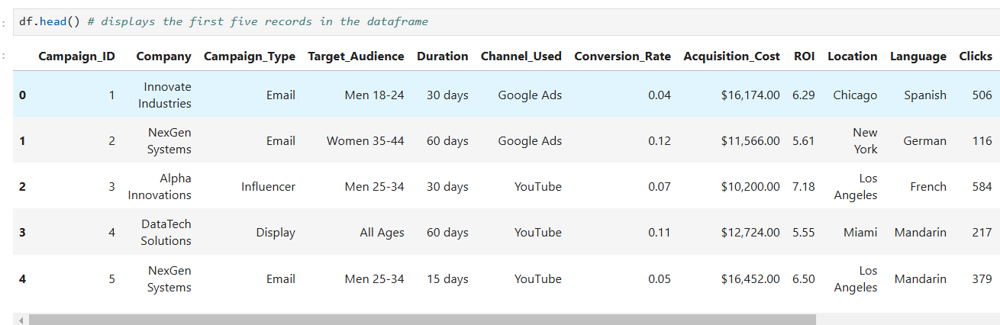 : df.head() # displays the first five records in the dataframe
:
Campaign_ID Company Campaign_Type Target_Audience Duration Channel_Used Conversion_Rate Acquisition_Cost ROI Location Language Clicks
0 1 Innovate Industries Email Men 18-24 30 days Google Ads 0.04 $16,174.00 6.29 Chicago Spanish 506
1 2 NexGen Systems Email Women 35-44 60 days Google Ads 0.12 $11,566.00 5.61 New York German 116
2 3 Alpha Innovations Influencer Men 25-34 30 days YouTube 0.07 $10,200.00 7.18 Los Angeles French 584
3 4 DataTech Solutions Display All Ages 60 days YouTube 0.11 $12,724.00 5.55 Miami Mandarin 217
4 5 NexGen Systems Email Men 25-34 15 days YouTube 0.05 $16,452.00 6.50 Los Angeles Mandarin 379